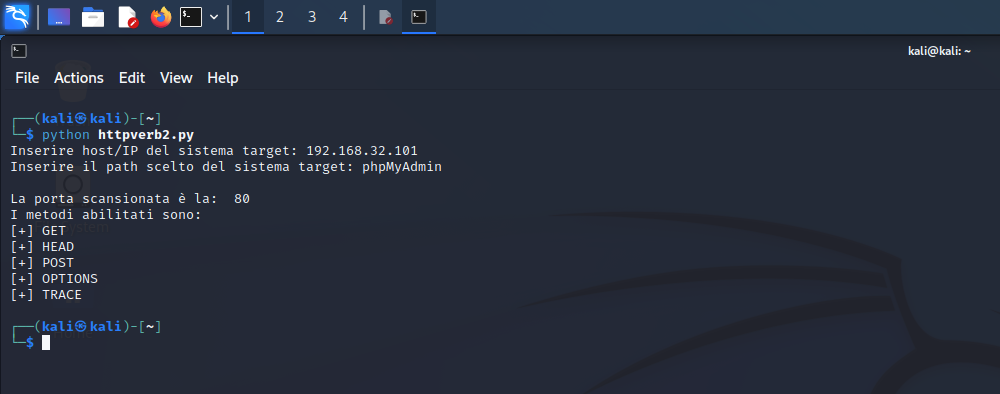 1 2 3 4
kali@kali: ~
File Actions Edit View Help
┌──(kali㉿kali)-[~]
└─$ python httpverb2.py
Inserire host/IP del sistema target: 192.168.32.101
Inserire il path scelto del sistema target: phpMyAdmin
La porta scansionata è la:  80
I metodi abilitati sono:
[+] GET
[+] HEAD
[+] POST
[+] OPTIONS
[+] TRACE
┌──(kali㉿kali)-[~]
└─$